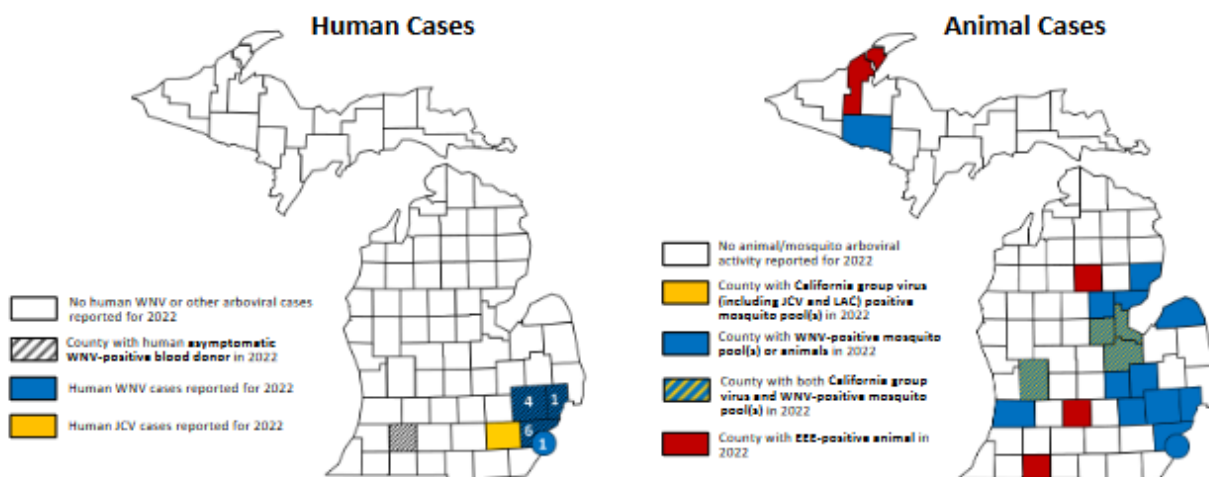 Human Cases
No human WNV or other arboviral cases
reported for 2022
County with human asymptomatic
WNV-positive blood donor in 2022
Human WNV cases reported for 2022
Human JCV cases reported for 2022
4
1
6
1
Animal Cases
No animal/mosquito arboviral
activity reported for 2022
County with California group virus
(including JCV and LAC) positive
mosquito pool(s) in 2022
County with WNV-positive mosquito
pool(s) or animals in 2022
County with both California group
virus and WNV-positive mosquito
pool(s) in 2022
County with EEE-positive animal in
2022